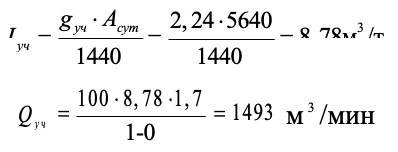 I уч − g уч · A сут / 1440 − 2,24 · 5640 / 1440 − 8,78м³/т
Q уч = 100 · 8,78 · 1,7 / 1-0 = 1493 м³/мин